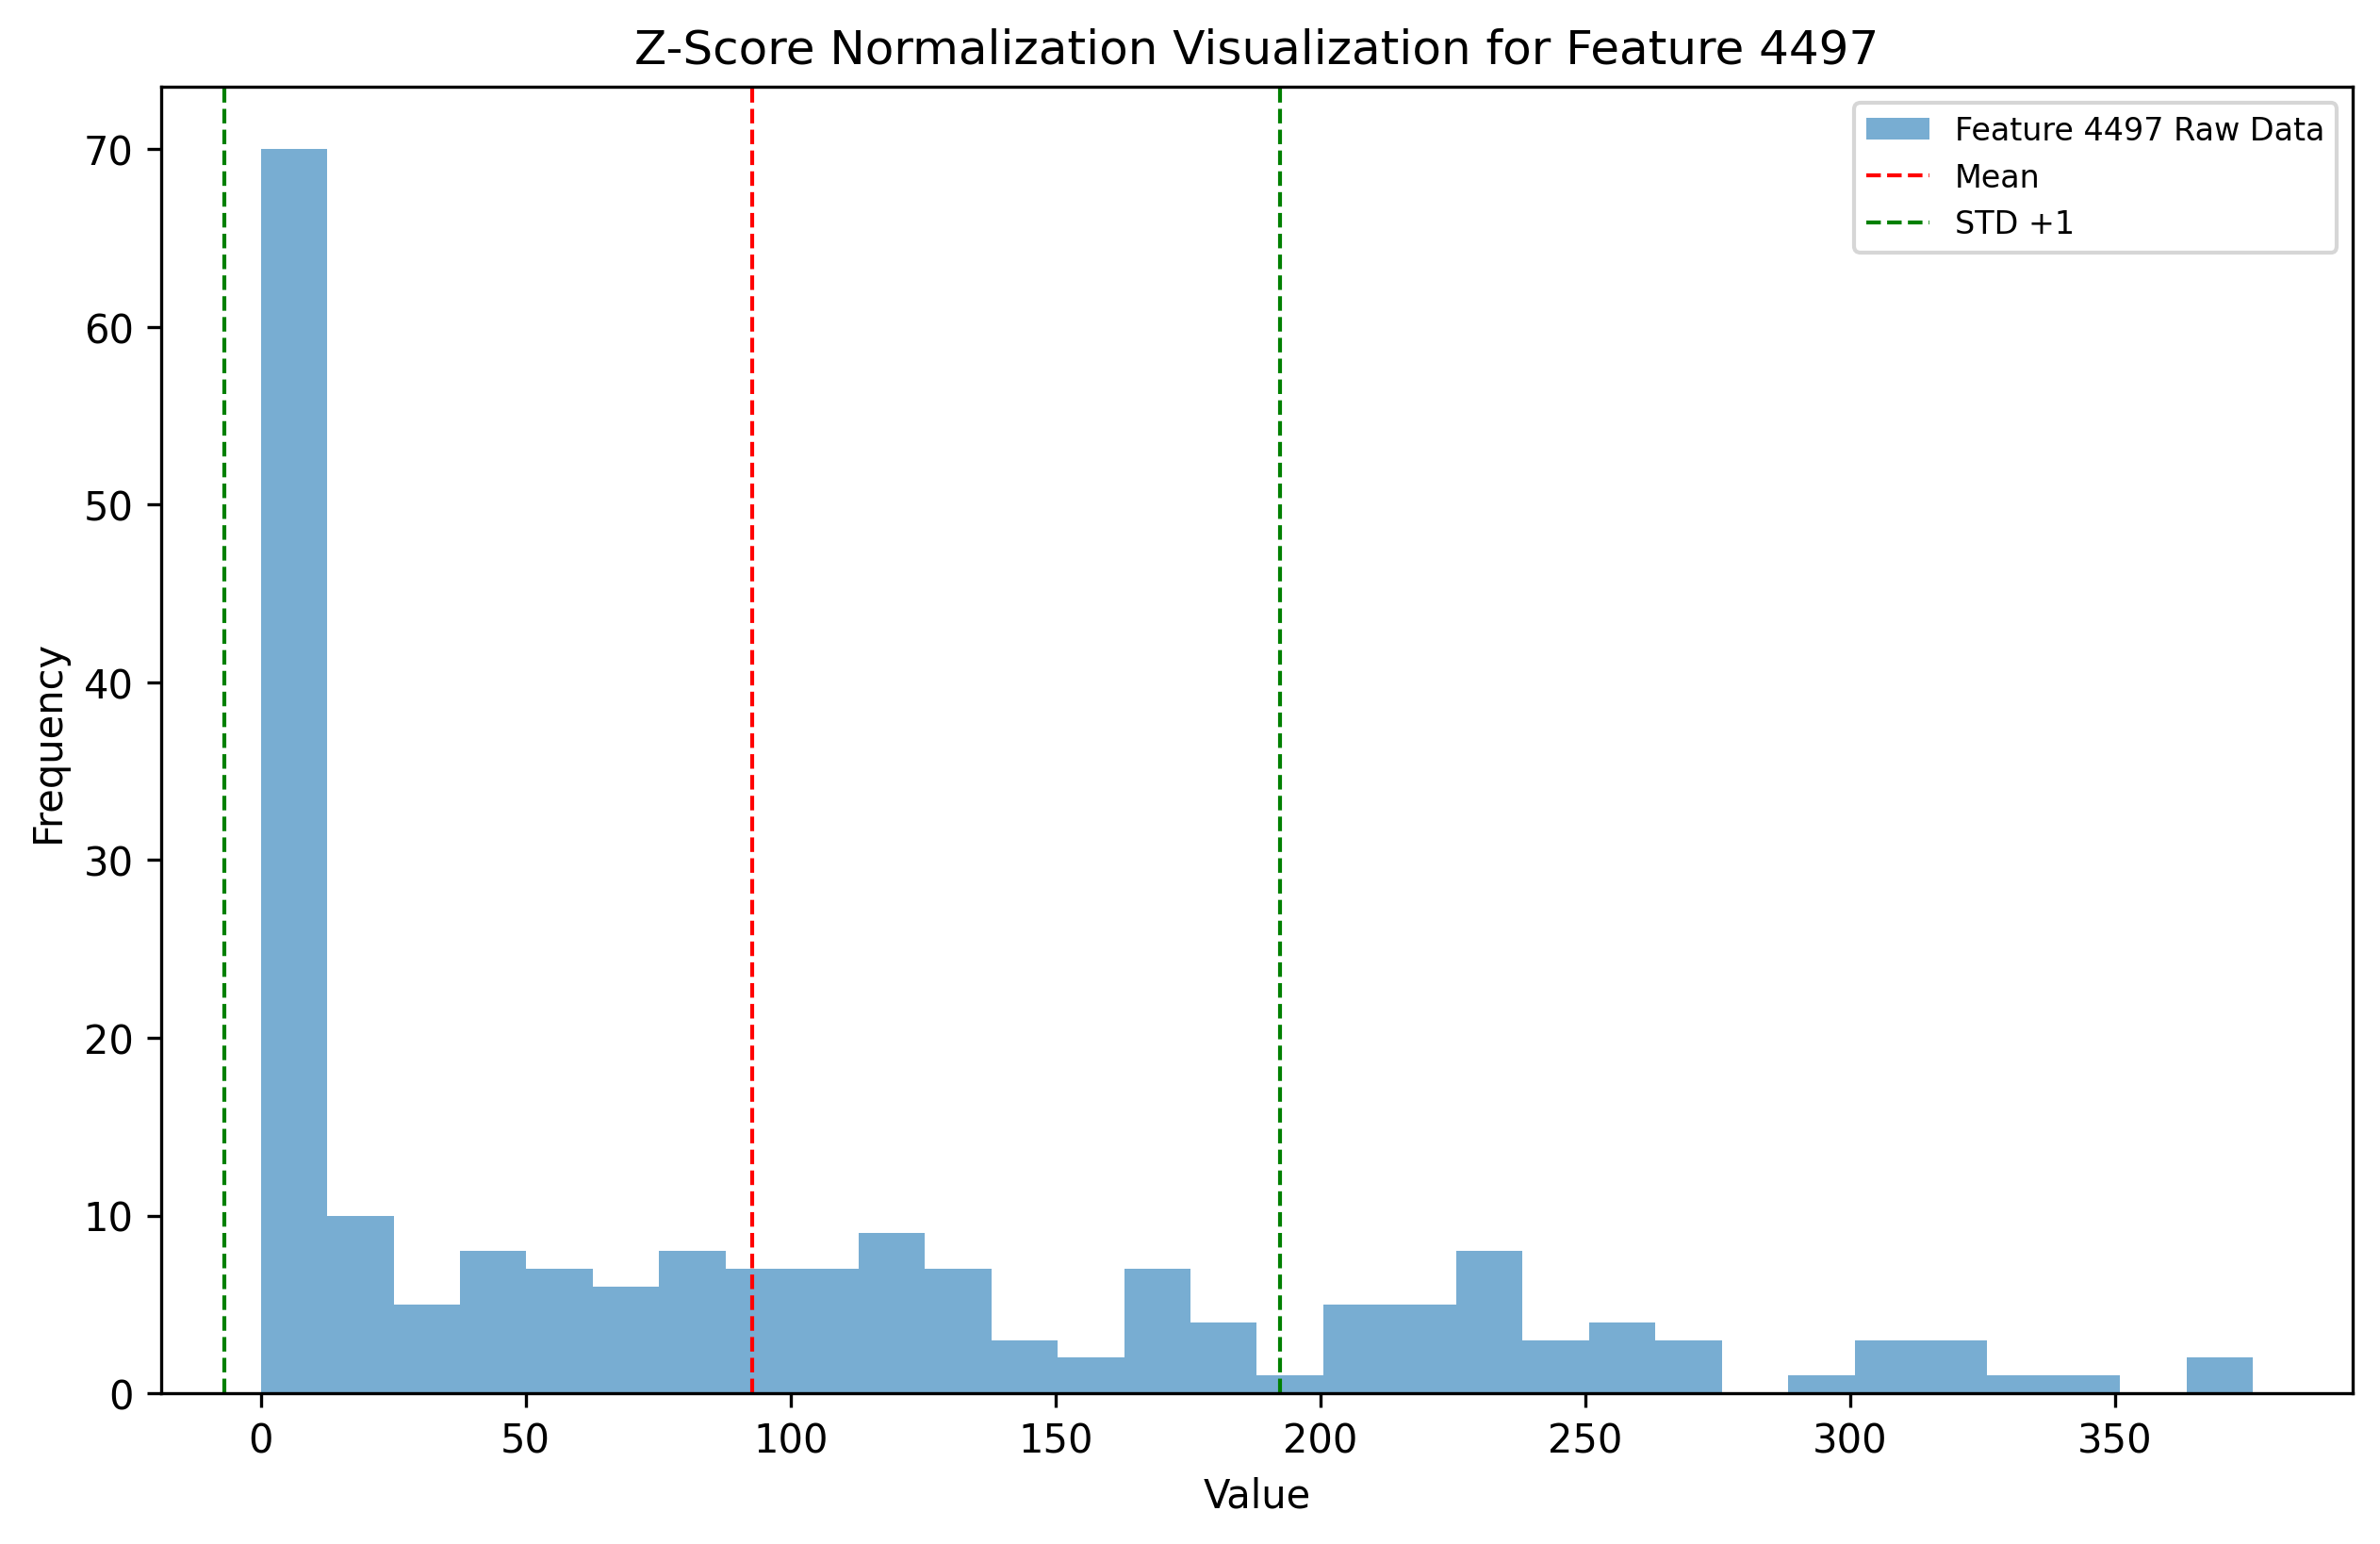 Z-Score Normalization Visualization for Feature 4497
Feature 4497 Raw Data
Mean
STD +1
Frequency
70
60
50
40
30
20
10
0
0 50 100 150 200 250 300 350
Value